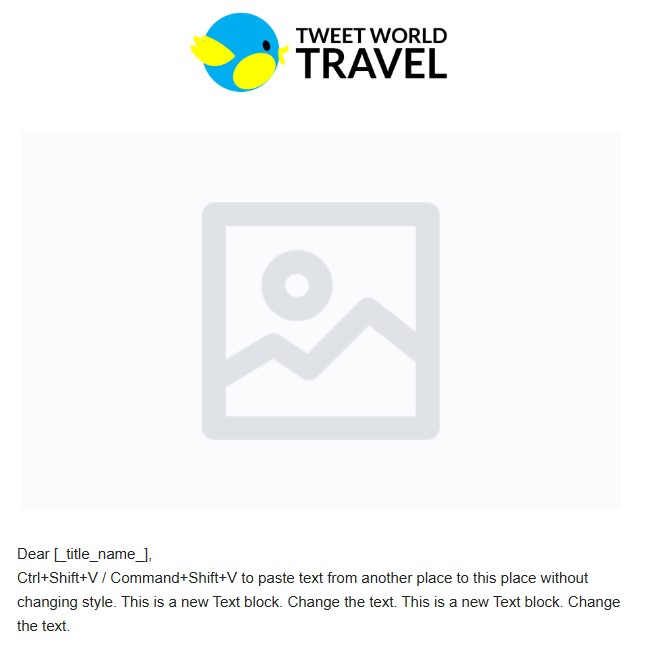 TWEET WORLD
TRAVEL
Dear [_title_name_],
Ctrl+Shift+V / Command+Shift+V to paste text from another place to this place without
changing style. This is a new Text block. Change the text. This is a new Text block. Change
the text.